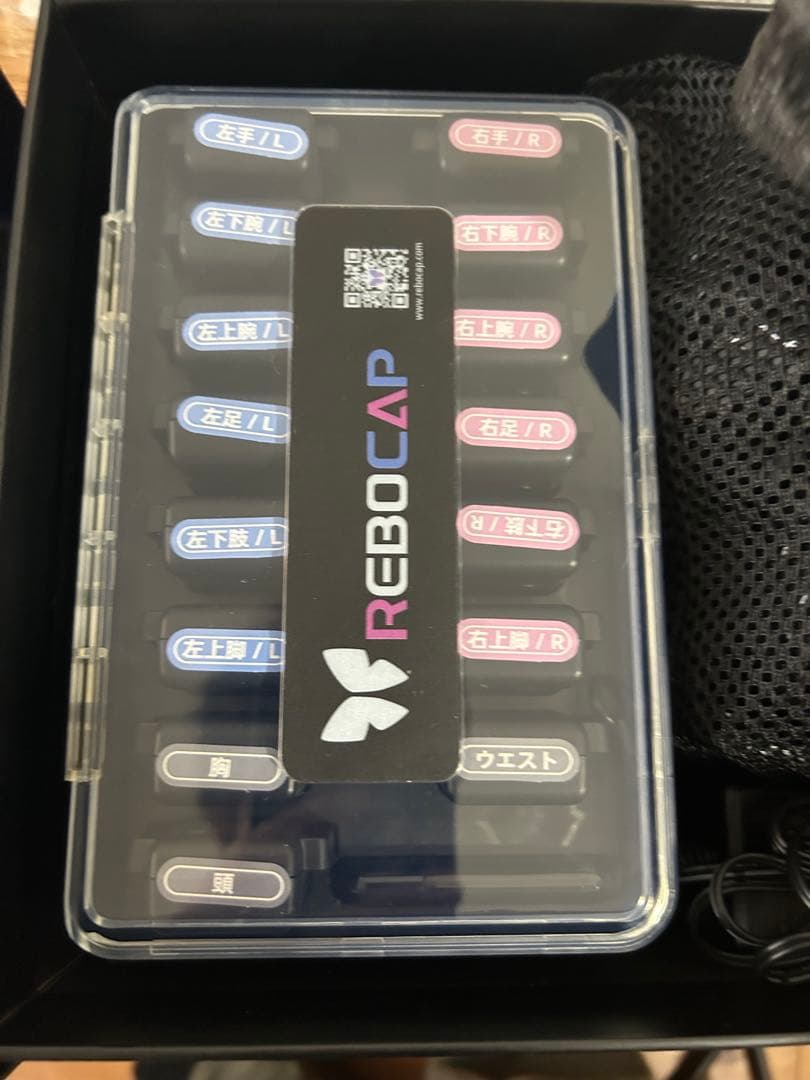 左手 / L
右手 / R
左下腕 / L
右下腕 / R
左上腕 / L
右上腕 / R
左足 / L
右足 / R
左下肢 / L
右下肢 / R
左上脚 / L
右上脚 / R
胸
ウエスト
頭
www.rebocap.com
REBOCAP